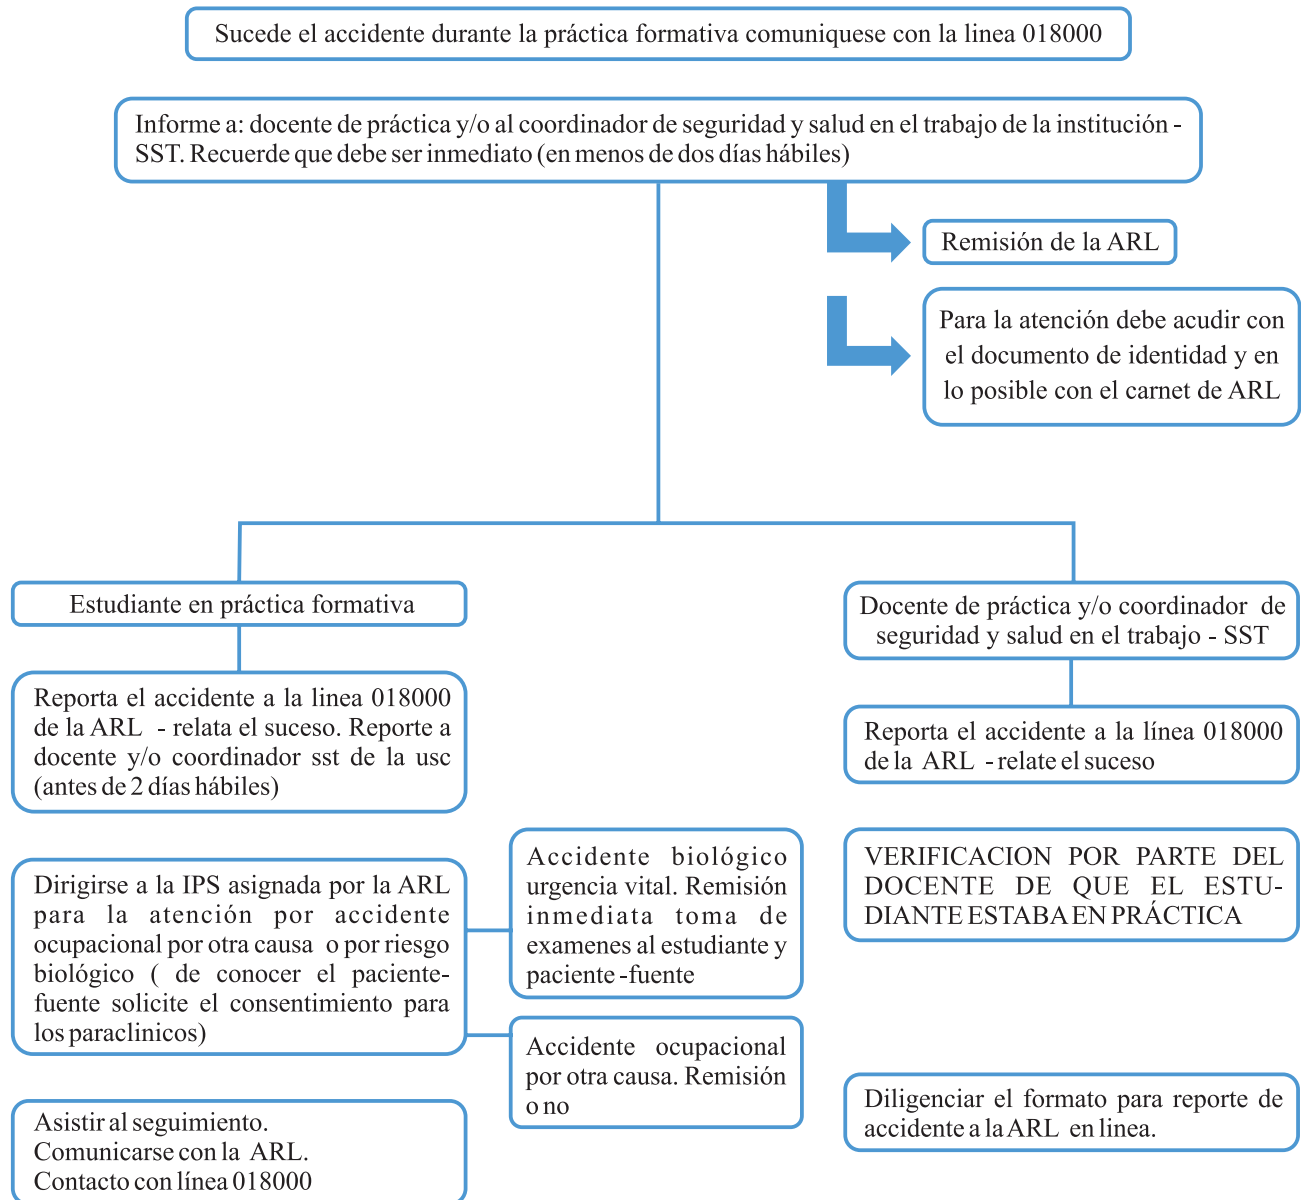 Sucede el accidente durante la práctica formativa comuniquese con la linea 018000
Informe a: docente de práctica y/o al coordinador de seguridad y salud en el trabajo de la institución -
SST. Recuerde que debe ser inmediato (en menos de dos días hábiles)
Remisión de la ARL
Para la atención debe acudir con
el documento de identidad y en
lo posible con el carnet de ARL
Estudiante en práctica formativa
Reporta el accidente a la linea 018000
de la ARL - relata el suceso. Reporte a
docente y/o coordinador sst de la usc
(antes de 2 días hábiles)
Dirigirse a la IPS asignada por la ARL
para la atención por accidente
ocupacional por otra causa o por riesgo
biológico ( de conocer el paciente-
fuente solicite el consentimiento para
los paraclinicos)
Accidente biológico
urgencia vital. Remisión
inmediata toma de
examenes al estudiante y
paciente -fuente
Accidente ocupacional
por otra causa. Remisión
o no
Asistir al seguimiento.
Comunicarse con la ARL.
Contacto con línea 018000
Docente de práctica y/o coordinador de
seguridad y salud en el trabajo - SST
Reporta el accidente a la línea 018000
de la ARL - relate el suceso
VERIFICACION POR PARTE DEL
DOCENTE DE QUE EL ESTU-
DIANTE ESTABA EN PRÁCTICA
Diligenciar el formato para reporte de
accidente a la ARL en linea.